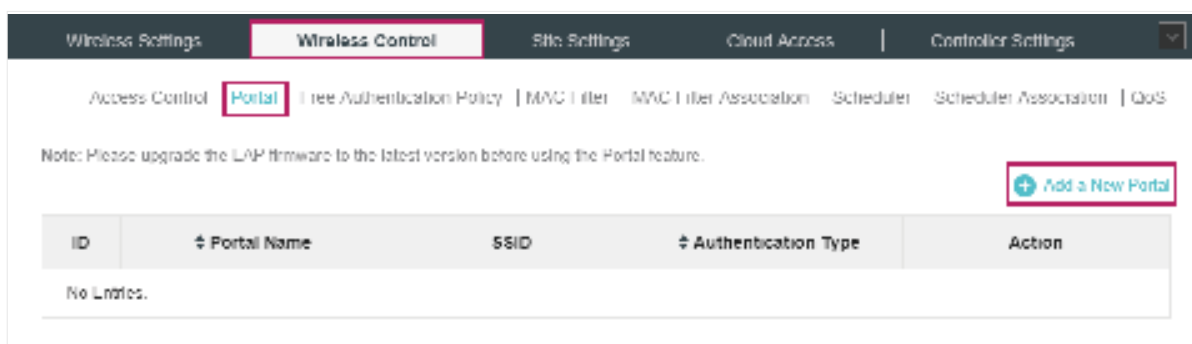 Wireless Settings Wireless Control Site Settings Cloud Access | Controller Settings
Access Control Portal Free Authentication Policy | MAC Filter MAC Filter Association Scheduler Scheduler Association | QoS
Note: Please upgrade the EAP firmware to the latest version before using the Portal feature.
Add a New Portal
ID Portal Name SSID Authentication Type Action
No Entries.